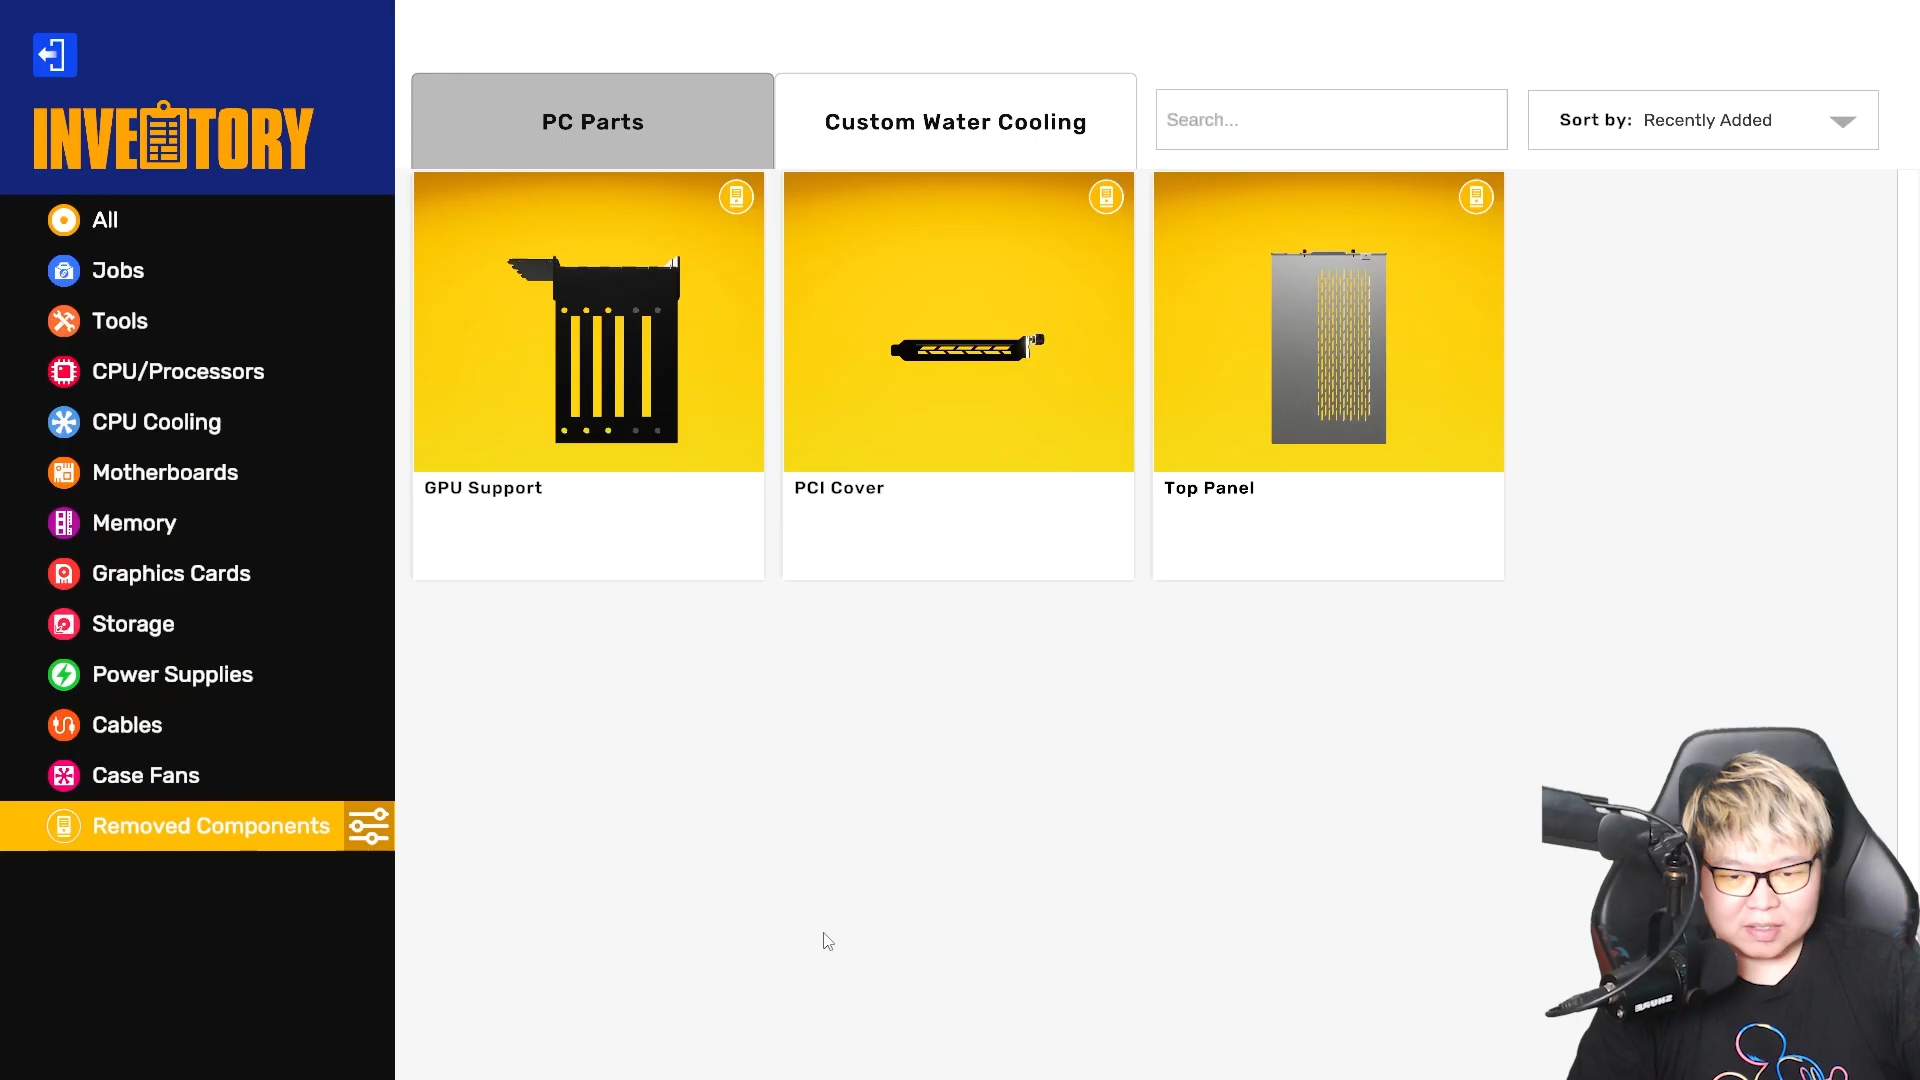 INVENTORY
All
Jobs
Tools
CPU/Processors
CPU Cooling
Motherboards
Memory
Graphics Cards
Storage
Power Supplies
Cables
Case Fans
Removed Components
PC Parts
Custom Water Cooling
Search...
Sort by: Recently Added
GPU Support
PCI Cover
Top Panel
SHURE